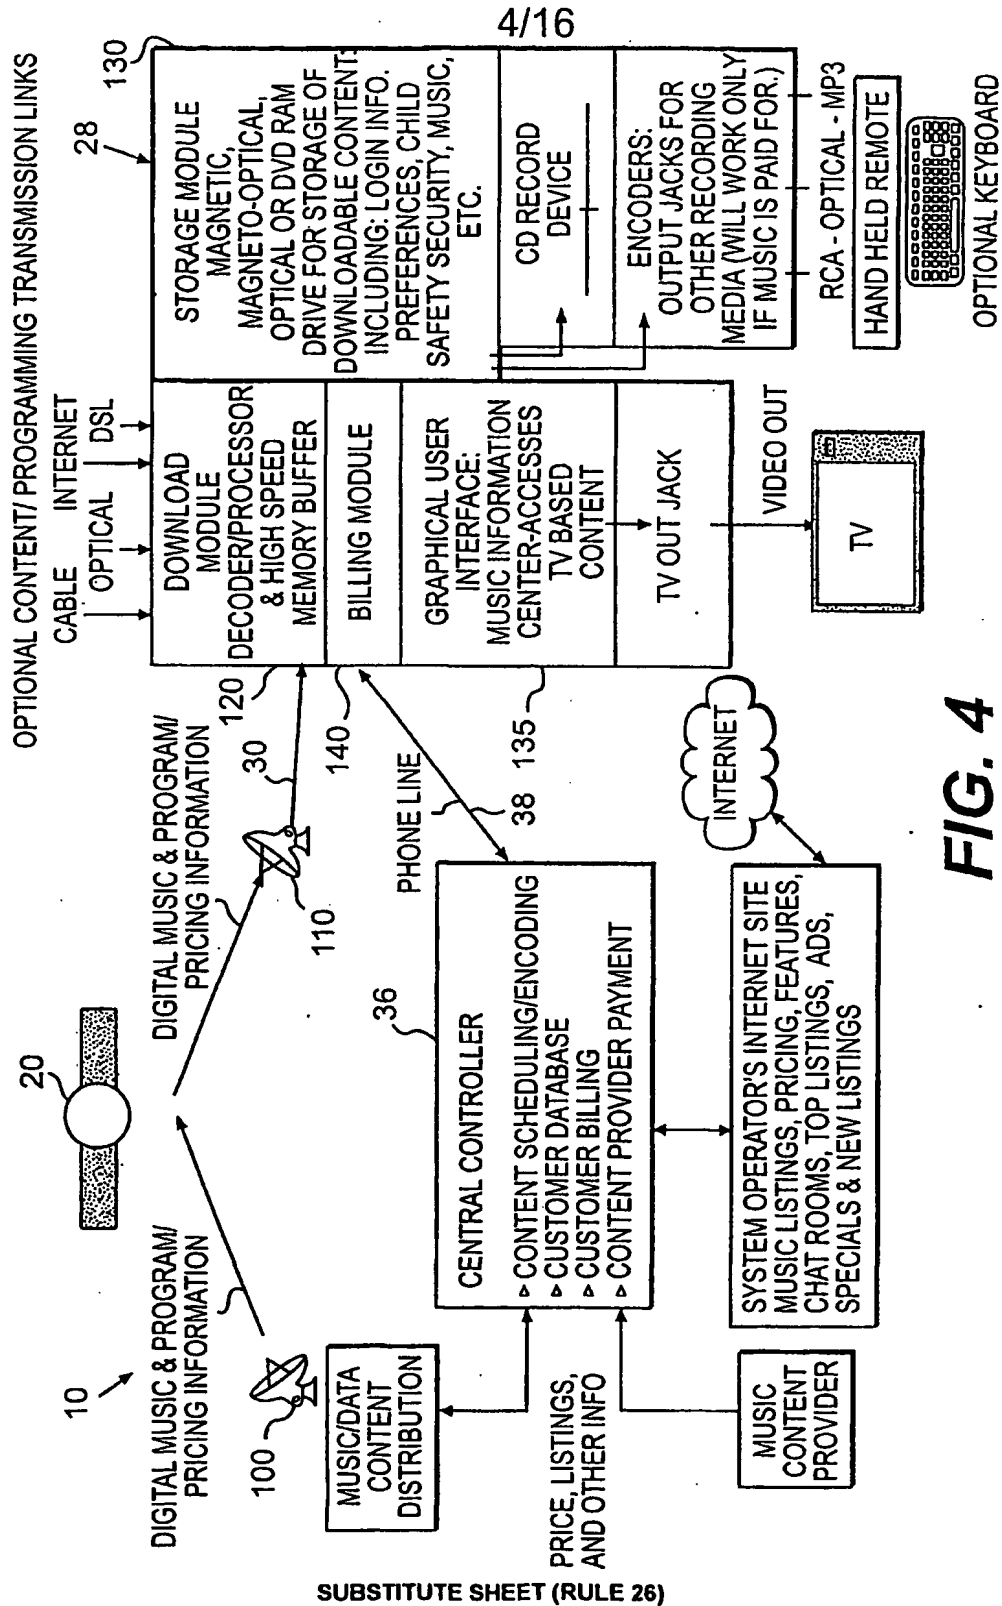 4/16
OPTIONAL CONTENT/ PROGRAMMING TRANSMISSION LINKS
CABLE
OPTICAL
INTERNET
DSL
28
130
10
DIGITAL MUSIC & PROGRAM/
PRICING INFORMATION
20
DIGITAL MUSIC & PROGRAM/
PRICING INFORMATION
100
110
30
120
140
135
DOWNLOAD
MODULE
DECODER/PROCESSOR
& HIGH SPEED
MEMORY BUFFER
BILLING MODULE
GRAPHICAL USER
INTERFACE:
MUSIC INFORMATION
CENTER-ACCESSES
TV BASED
CONTENT
TV OUT JACK
VIDEO OUT
TV
STORAGE MODULE
MAGNETIC,
MAGNETO-OPTICAL,
OPTICAL OR DVD RAM
DRIVE FOR STORAGE OF
DOWNLOADABLE CONTENT:
INCLUDING: LOGIN INFO.
PREFERENCES, CHILD
SAFETY SECURITY, MUSIC,
ETC.
CD RECORD
DEVICE
ENCODERS:
OUTPUT JACKS FOR
OTHER RECORDING
MEDIA (WILL WORK ONLY
IF MUSIC IS PAID FOR.)
RCA - OPTICAL - MP3
HAND HELD REMOTE
OPTIONAL KEYBOARD
MUSIC/DATA
CONTENT
DISTRIBUTION
36
CENTRAL CONTROLLER
▹ CONTENT SCHEDULING/ENCODING
▹ CUSTOMER DATABASE
▹ CUSTOMER BILLING
▹ CONTENT PROVIDER PAYMENT
PHONE LINE
38
PRICE, LISTINGS,
AND OTHER INFO
MUSIC
CONTENT
PROVIDER
SYSTEM OPERATOR'S INTERNET SITE
MUSIC LISTINGS, PRICING, FEATURES,
CHAT ROOMS, TOP LISTINGS, ADS,
SPECIALS & NEW LISTINGS
INTERNET
FIG. 4
SUBSTITUTE SHEET (RULE 26)